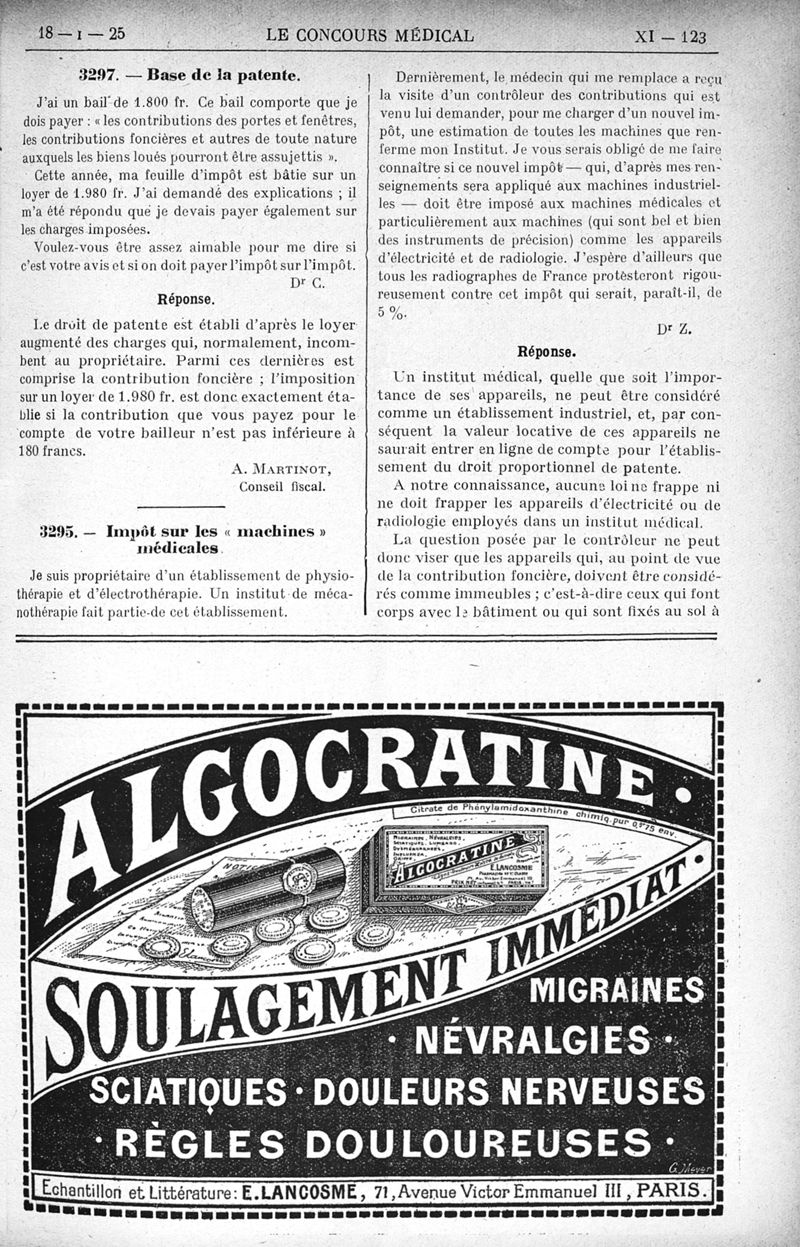 18 — I — 25
LE CONCOURS MÉDICAL
XI — 123
3297. — Base de la patente.
J'ai un bail de 1.800 fr. Ce bail comporte que je
dois payer : « les contributions des portes et fenêtres,
les contributions foncières et autres de toute nature
auxquels les biens loués pourront être assujettis ».
Cette année, ma feuille d'impôt est bâtie sur un
loyer de 1.980 fr. J'ai demandé des explications ; il
m'a été répondu que je devais payer également sur
les charges imposées.
Voulez-vous être assez aimable pour me dire si
c'est votre avis et si on doit payer l'impôt sur l'impôt.
Dr C.
Réponse.
Le droit de patente est établi d'après le loyer
augmenté des charges qui, normalement, incom-
bent au propriétaire. Parmi ces dernières est
comprise la contribution foncière ; l'imposition
sur un loyer de 1.980 fr. est donc exactement éta-
blie si la contribution que vous payez pour le
compte de votre bailleur n'est pas inférieure à
180 francs.
A. MARTINOT,
Conseil fiscal.
3295. — Impôt sur les « machines »
médicales.
Je suis propriétaire d'un établissement de physio-
thérapie et d'électrothérapie. Un institut de méca-
nothérapie fait partie de cet établissement.
Dernièrement, le médecin qui me remplace a reçu
la visite d'un contrôleur des contributions qui est
venu lui demander, pour me charger d'un nouvel im-
pôt, une estimation de toutes les machines que ren-
ferme mon Institut. Je vous serais obligé de me faire
connaître si ce nouvel impôt — qui, d'après mes ren-
seignements sera appliqué aux machines industriel-
les — doit être imposé aux machines médicales et
particulièrement aux machines (qui sont bel et bien
des instruments de précision) comme les appareils
d'électricité et de radiologie. J'espère d'ailleurs que
tous les radiographes de France protesteront rigou-
reusement contre cet impôt qui serait, paraît-il, de
5 %.
Dr Z.
Réponse.
Un institut médical, quelle que soit l'impor-
tance de ses appareils, ne peut être considéré
comme un établissement industriel, et, par con-
séquent la valeur locative de ces appareils ne
saurait entrer en ligne de compte pour l'établis-
sement du droit proportionnel de patente.
A notre connaissance, aucune loi ne frappe ni
ne doit frapper les appareils d'électricité ou de
radiologie employés dans un institut médical.
La question posée par le contrôleur ne peut
donc viser que les appareils qui, au point de vue
de la contribution foncière, doivent être considé-
rés comme immeubles ; c'est-à-dire ceux qui font
corps avec le bâtiment ou qui sont fixés au sol à
ALGOCRATINE •
Citrate de Phénylamidoxanthine chimiq. pur 0,gr75 env.
MIGRAINES, NÉVRALGIES,
SCIATIQUES, LUMBAGO,
ALGOCRATINE
E. LANCOSME
SOULAGEMENT IMMÉDIAT •
MIGRAINES
• NÉVRALGIES •
SCIATIQUES • DOULEURS NERVEUSES
• RÈGLES DOULOUREUSES •
G. Meyer
Echantillon et Littérature: E. LANCOSME, 71, Avenue Victor Emmanuel III, PARIS.